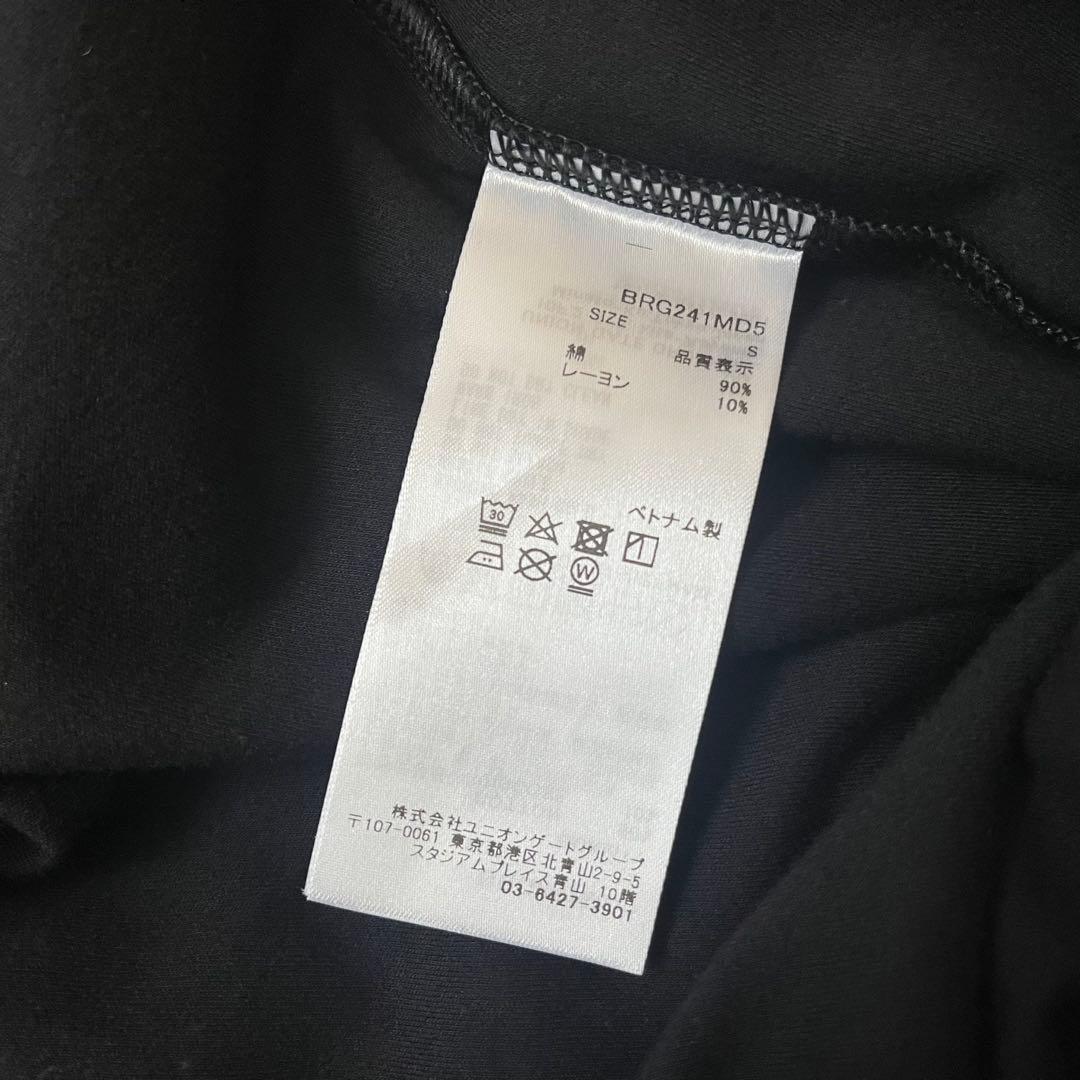 BRG241MD5
SIZE S
品質表示
綿 90%
レーヨン 10%
ベトナム製
30
W
株式会社ユニオンゲートグループ
〒107-0061 東京都港区北青山2-9-5
スタジアムプレイス青山 10階
03-6427-3901